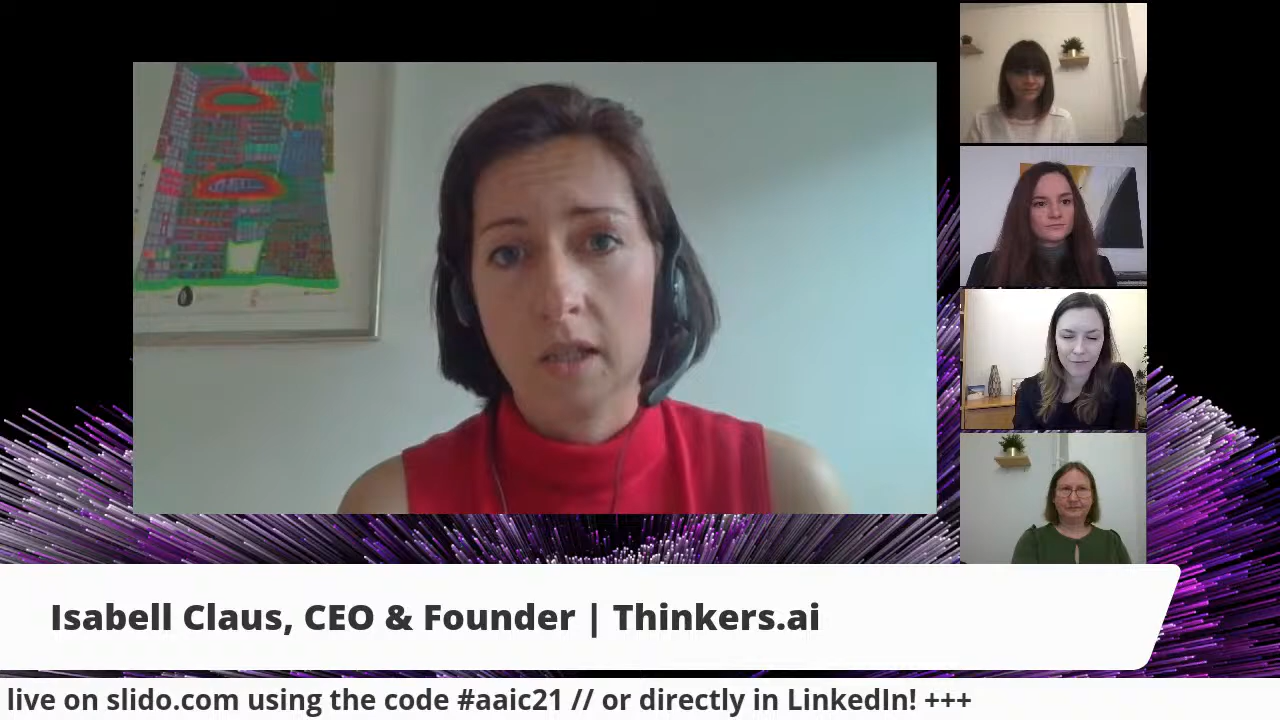 Isabell Claus, CEO & Founder | Thinkers.ai
live on slido.com using the code #aaic21 // or directly in LinkedIn! +++